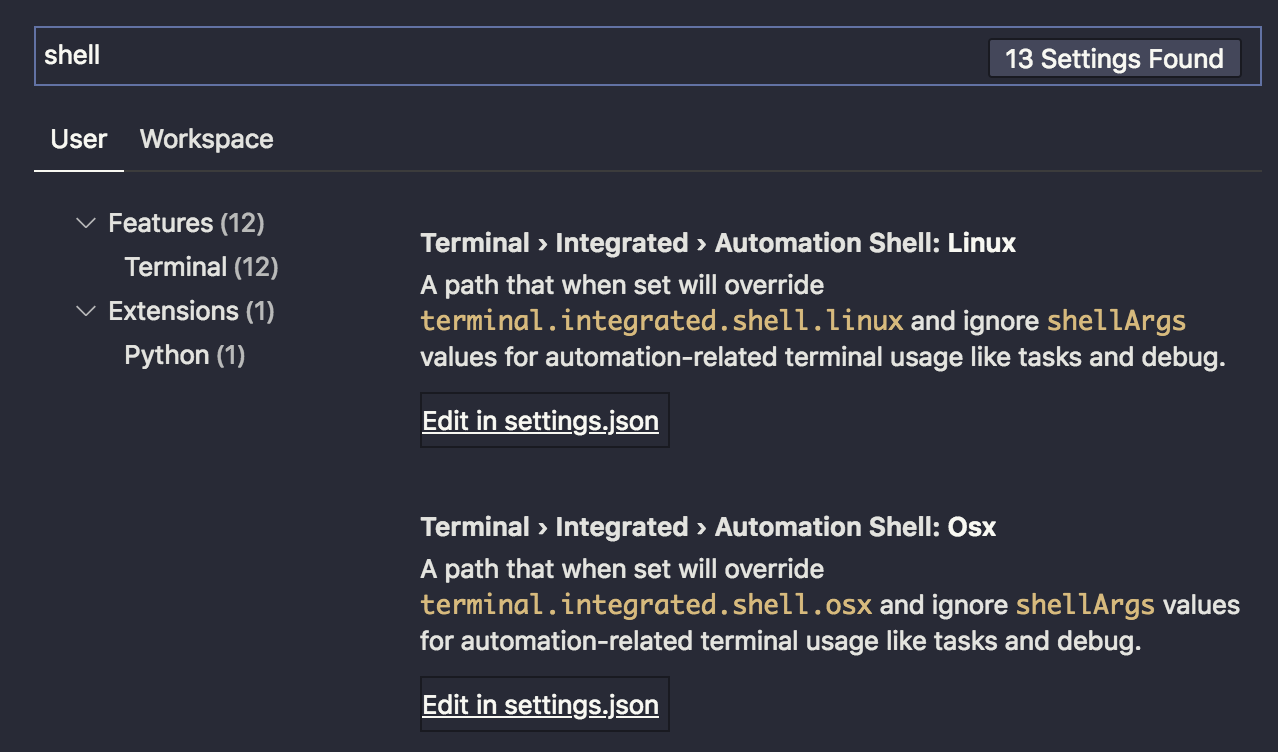 shell
13 Settings Found
User
Workspace
Features (12)
Terminal (12)
Extensions (1)
Python (1)
Terminal › Integrated › Automation Shell: Linux
A path that when set will override
terminal.integrated.shell.linux and ignore shellArgs
values for automation-related terminal usage like tasks and debug.
Edit in settings.json
Terminal › Integrated › Automation Shell: Osx
A path that when set will override
terminal.integrated.shell.osx and ignore shellArgs values
for automation-related terminal usage like tasks and debug.
Edit in settings.json